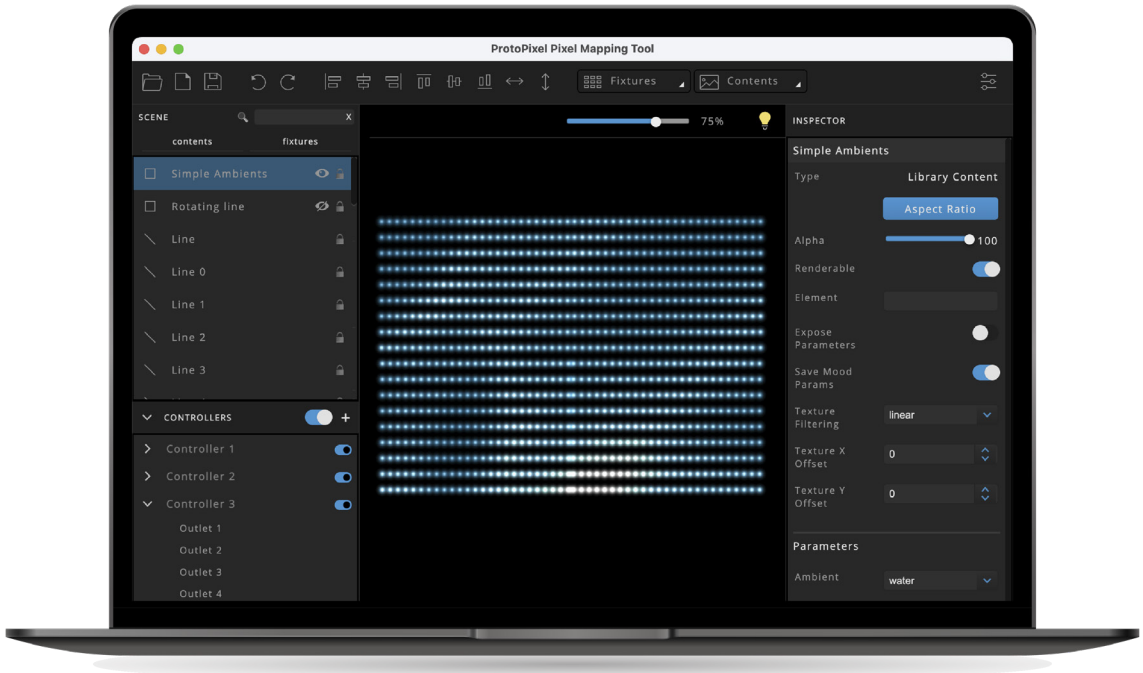 ProtoPixel Pixel Mapping Tool
Fixtures
Contents
SCENE
X
contents
fixtures
Simple Ambients
Rotating line
Line
Line 0
Line 1
Line 2
Line 3
CONTROLLERS
+
Controller 1
Controller 2
Controller 3
Outlet 1
Outlet 2
Outlet 3
Outlet 4
75%
INSPECTOR
Simple Ambients
Type
Library Content
Aspect Ratio
Alpha
100
Renderable
Element
Expose
Parameters
Save Mood
Params
Texture
Filtering
linear
Texture X
Offset
0
Texture Y
Offset
0
Parameters
Ambient
water